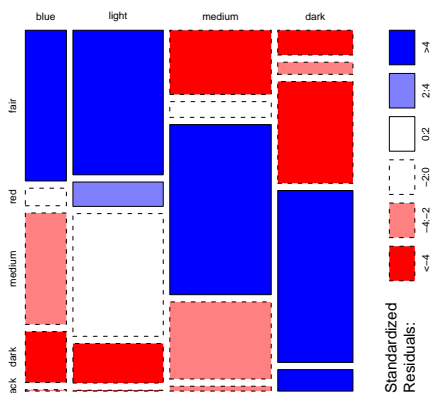 blue light medium dark
fair
red
medium
dark
ack
Standardized
Residuals:
<−4
−4:−2
−2:0
0:2
2:4
>4